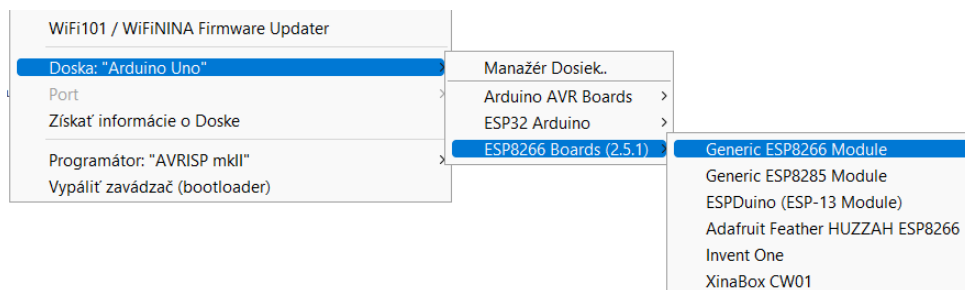 WiFi101 / WiFiNINA Firmware Updater
Doska: "Arduino Uno"
Port
Získať informácie o Doske
Programátor: "AVRISP mkII"
Vypáliť zavádzač (bootloader)
Manažér Dosiek..
Arduino AVR Boards
ESP32 Arduino
ESP8266 Boards (2.5.1)
Generic ESP8266 Module
Generic ESP8285 Module
ESPDuino (ESP-13 Module)
Adafruit Feather HUZZAH ESP8266
Invent One
XinaBox CW01